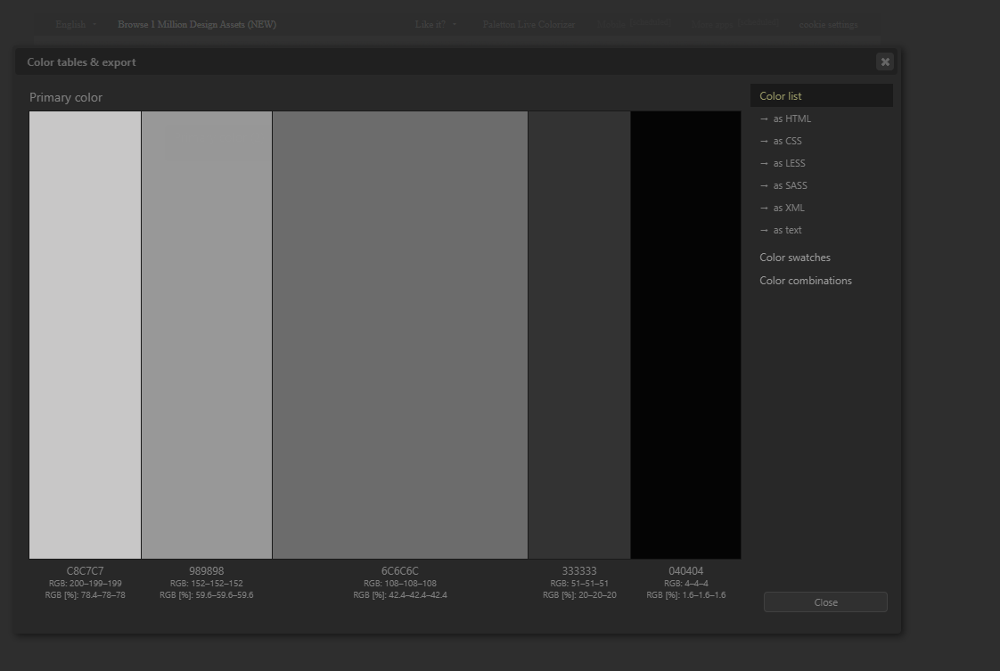 English
Browse 1 Million Design Assets (NEW)
Like it?
Paletton Live Colorizer
cookie settings
Color tables & export
Primary color
Color list
→ as HTML
→ as CSS
→ as LESS
→ as SASS
→ as XML
→ as text
Color swatches
Color combinations
C8C7C7
RGB: 200–199–199
RGB [%]: 78.4–78–78
989898
RGB: 152–152–152
RGB [%]: 59.6–59.6–59.6
6C6C6C
RGB: 108–108–108
RGB [%]: 42.4–42.4–42.4
333333
RGB: 51–51–51
RGB [%]: 20–20–20
040404
RGB: 4–4–4
RGB [%]: 1.6–1.6–1.6
Close